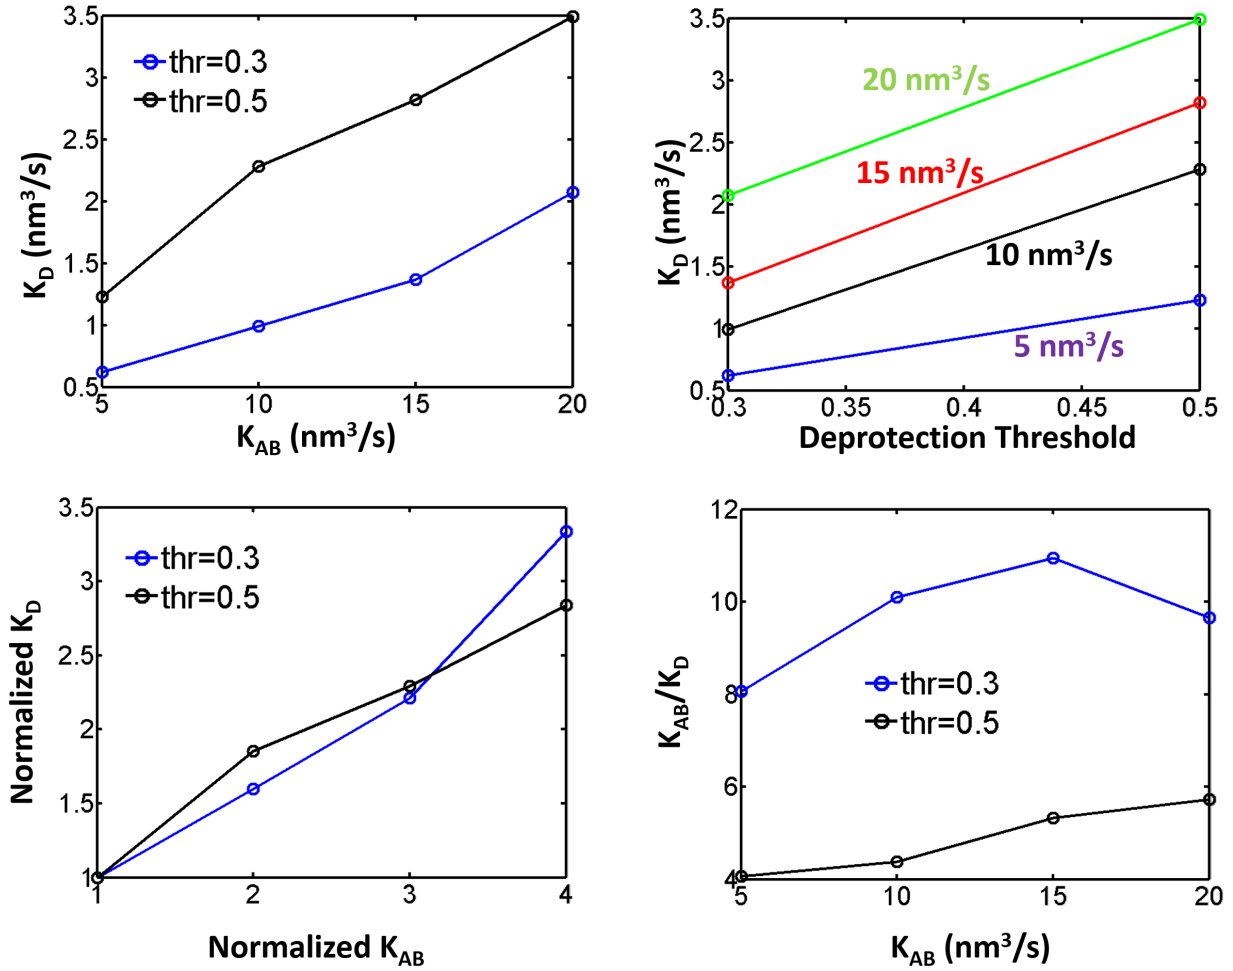 3.5
3
2.5
2
1.5
1
0.5
5
10
15
20
thr=0.3
thr=0.5
K_D (nm³/s)
K_AB (nm³/s)
3.5
3
2.5
2
1.5
1
0.5
0.3
0.35
0.4
0.45
0.5
20 nm³/s
15 nm³/s
10 nm³/s
5 nm³/s
K_D (nm³/s)
Deprotection Threshold
3.5
3
2.5
2
1.5
1
1
2
3
4
thr=0.3
thr=0.5
Normalized K_D
Normalized K_AB
12
10
8
6
4
5
10
15
20
thr=0.3
thr=0.5
K_AB/K_D
K_AB (nm³/s)